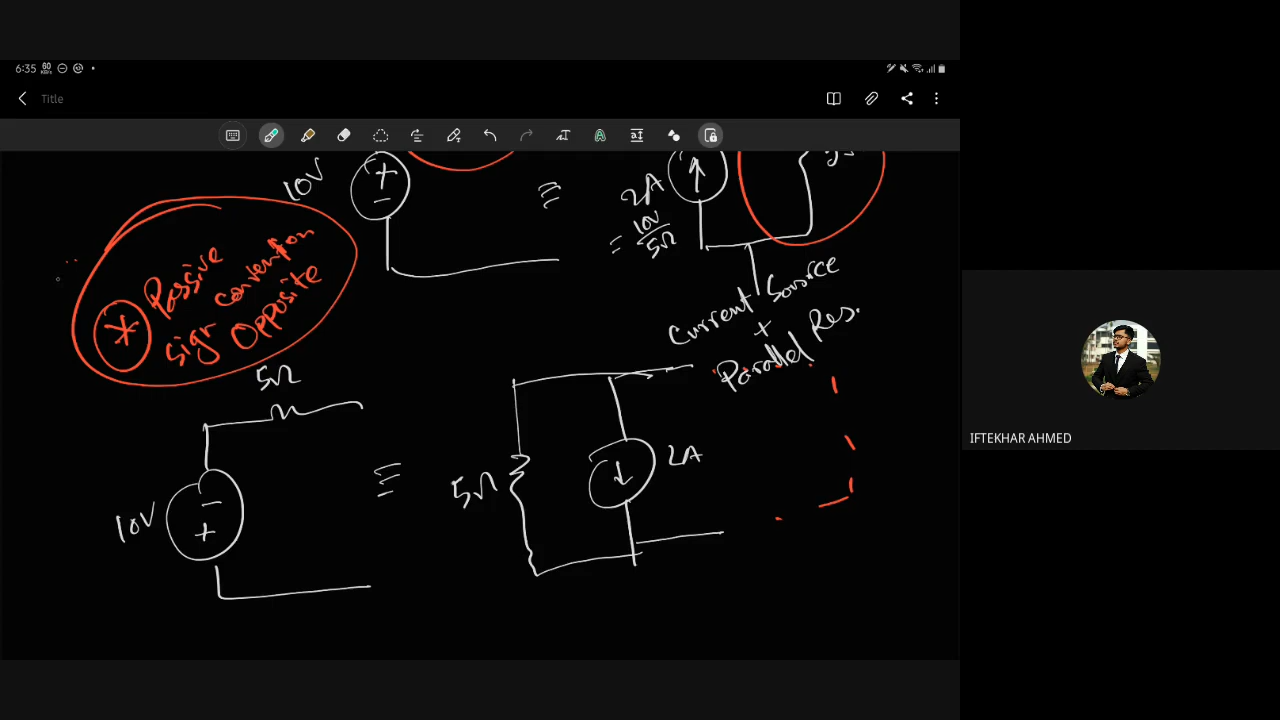 6:35
Title
10V
+
−
≡
2A
= 10V/5Ω
Passive
sign convention
Opposite
*
Current Source
+
Parallel Res.
5Ω
10V
−
+
≡
5Ω
2A
IFTEKHAR AHMED